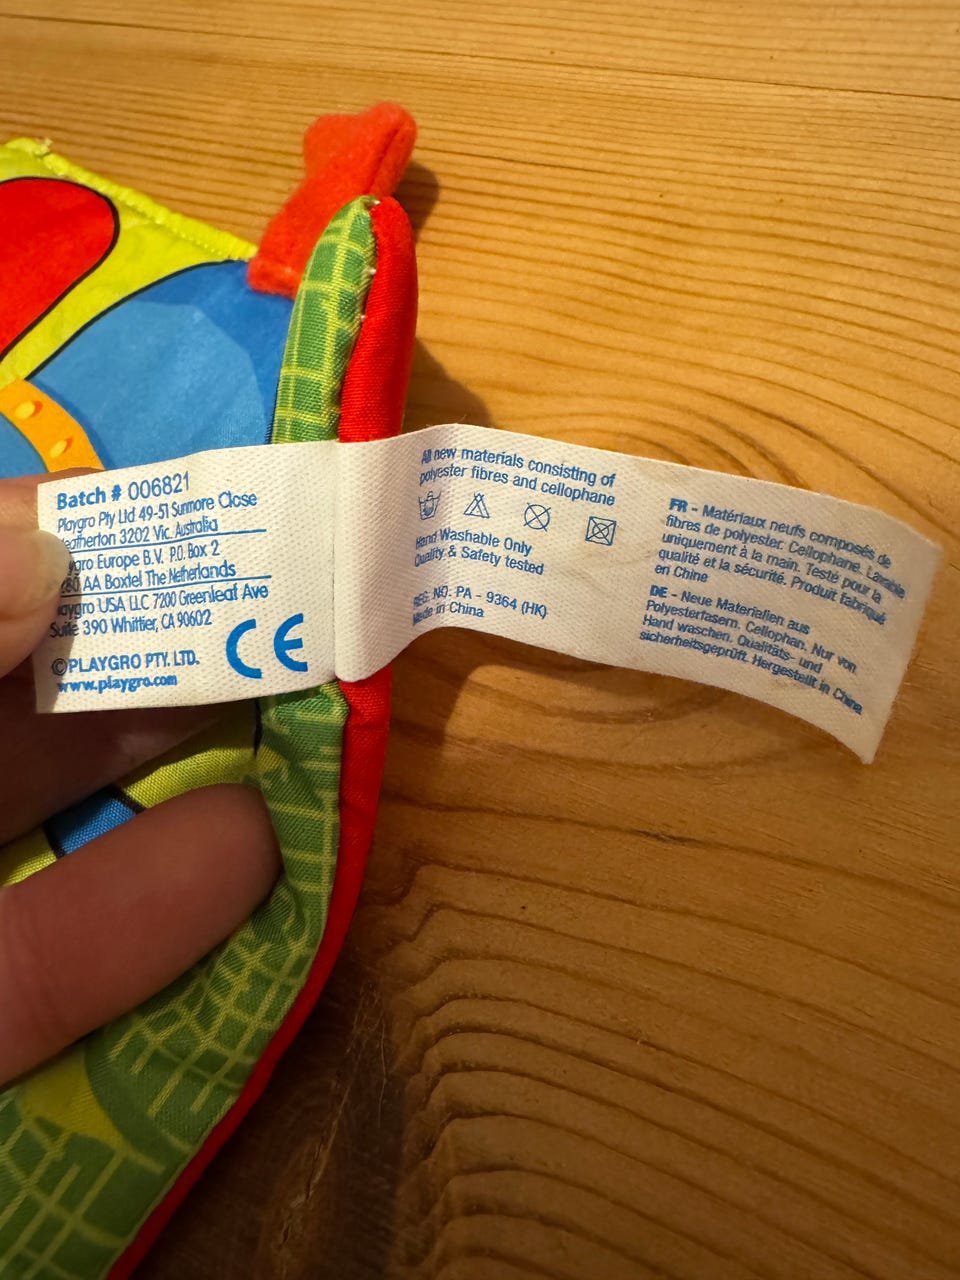 Batch # 006821
Playgro Pty Ltd 49-51 Sunmore Close
eatherton 3202 Vic. Australia
gro Europe B.V. P.O. Box 2
AA Boxtel The Netherlands
aygro USA LLC 7200 Greenleaf Ave
Suite 390 Whittier, CA 90602
© PLAYGRO PTY. LTD.
www.playgro.com
CE
All new materials consisting of
polyester fibres and cellophane
Hand Washable Only
Quality & Safety tested
REG. NO. PA - 9364 (HK)
Made in China
FR - Matériaux neufs composés de
fibres de polyester. Cellophane. Lavable
uniquement à la main. Testé pour la
qualité et la sécurité. Produit fabriqué
en Chine
DE - Neue Materialien aus
Polyesterfasern. Cellophan. Nur von
Hand waschen. Qualitäts- und
sicherheitsgeprüft. Hergestellt in China